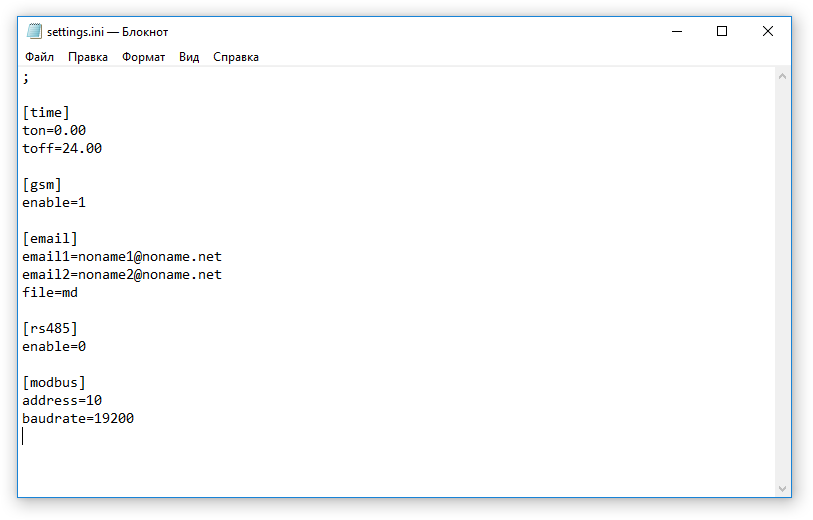 settings.ini — Блокнот
Файл Правка Формат Вид Справка
;
[time]
ton=0.00
toff=24.00
[gsm]
enable=1
[email]
email1=noname1@noname.net
email2=noname2@noname.net
file=md
[rs485]
enable=0
[modbus]
address=10
baudrate=19200